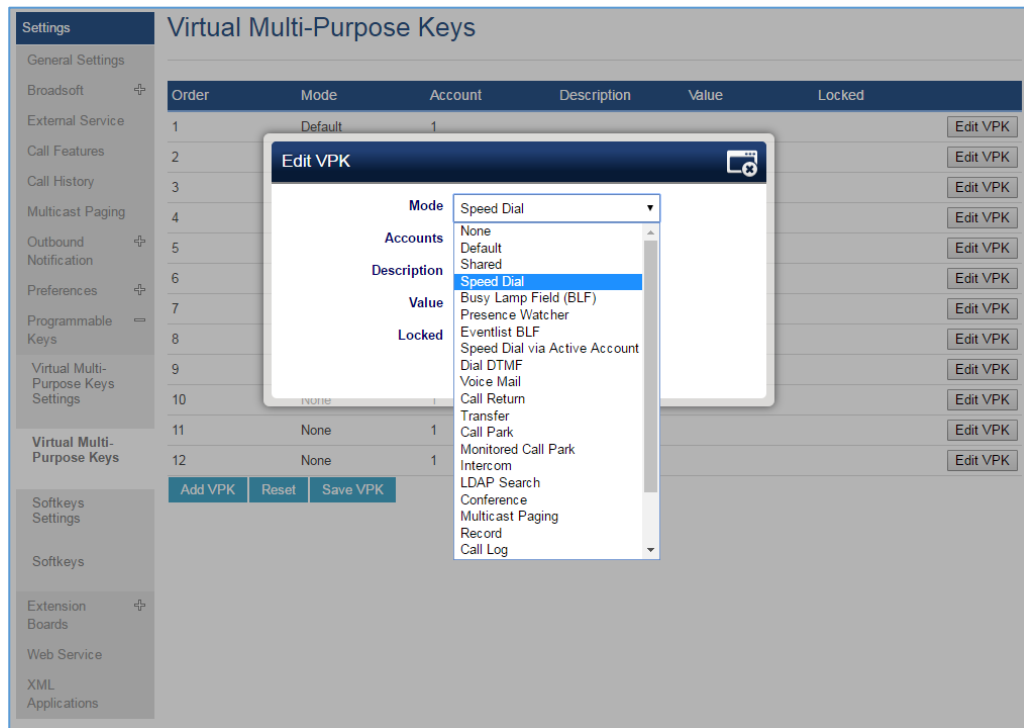 Settings
General Settings
Broadsoft
External Service
Call Features
Call History
Multicast Paging
Outbound
Notification
Preferences
Programmable
Keys
Virtual Multi-
Purpose Keys
Settings
Virtual Multi-
Purpose Keys
Softkeys
Settings
Softkeys
Extension
Boards
Web Service
XML
Applications
Virtual Multi-Purpose Keys
Order Mode Account Description Value Locked
1 Default 1 Edit VPK
2 Edit VPK
3 Edit VPK
4 Edit VPK
5 Edit VPK
6 Edit VPK
7 Edit VPK
8 Edit VPK
9 Edit VPK
10 None 1 Edit VPK
11 None 1 Edit VPK
12 None 1 Edit VPK
Add VPK Reset Save VPK
Edit VPK
Mode Speed Dial
Accounts
Description
Value
Locked
None
Default
Shared
Speed Dial
Busy Lamp Field (BLF)
Presence Watcher
Eventlist BLF
Speed Dial via Active Account
Dial DTMF
Voice Mail
Call Return
Transfer
Call Park
Monitored Call Park
Intercom
LDAP Search
Conference
Multicast Paging
Record
Call Log